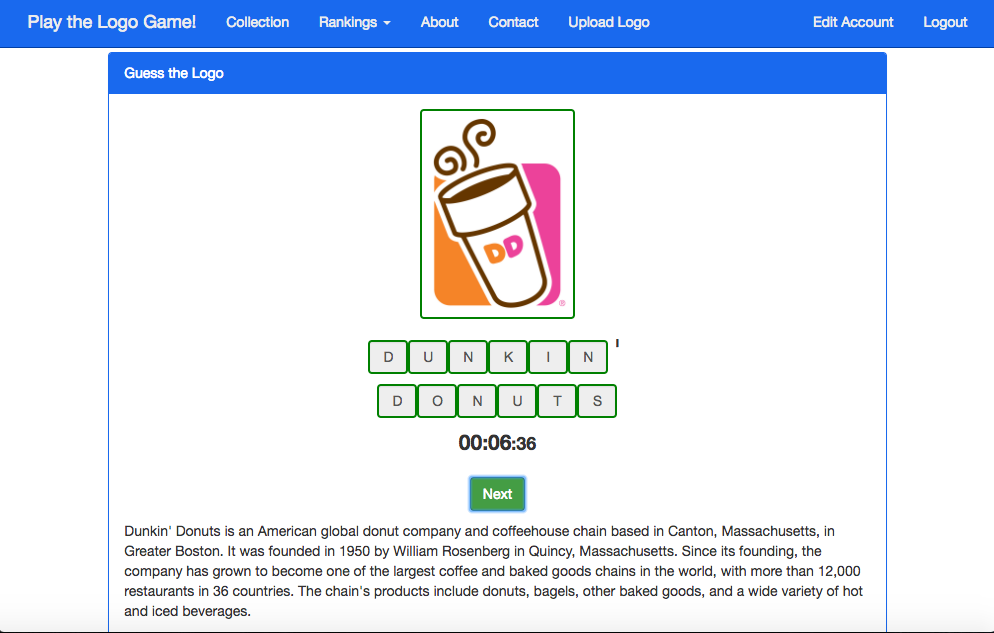 Play the Logo Game! Collection Rankings About Contact Upload Logo Edit Account Logout
Guess the Logo
DD
®
D U N K I N '
D O N U T S
00:06:36
Next
Dunkin' Donuts is an American global donut company and coffeehouse chain based in Canton, Massachusetts, in
Greater Boston. It was founded in 1950 by William Rosenberg in Quincy, Massachusetts. Since its founding, the
company has grown to become one of the largest coffee and baked goods chains in the world, with more than 12,000
restaurants in 36 countries. The chain's products include donuts, bagels, other baked goods, and a wide variety of hot
and iced beverages.